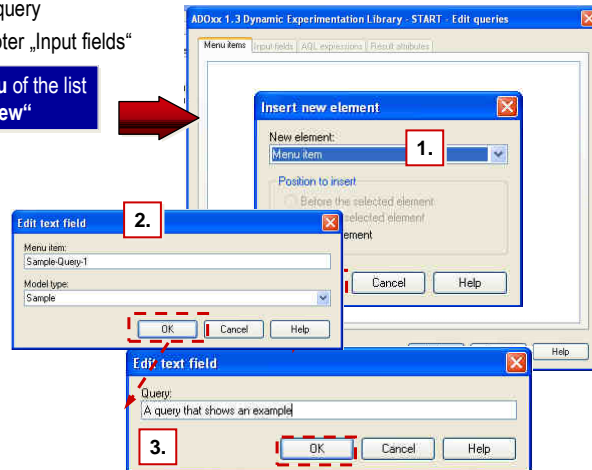 query
oter „Input fields“
u of the list
ew“
ADOxx 1.3 Dynamic Experimentation Library - START - Edit queries
Menu items Input fields AQL expressions Result attributes
Insert new element
New element:
Menu item
1.
Position to insert
Before the selected element
selected element
ement
Cancel Help
Edit text field
2.
Menu item:
Sample-Query-1
Model type:
Sample
OK Cancel Help
Help
Edit text field
Query:
A query that shows an example
3.
OK Cancel Help